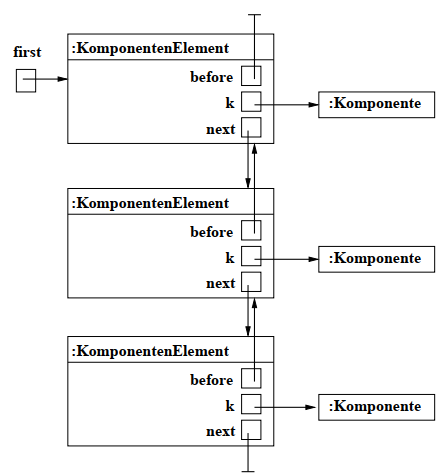 first
:KomponentenElement
before
k
:Komponente
next
:KomponentenElement
before
k
:Komponente
next
:KomponentenElement
before
k
:Komponente
next